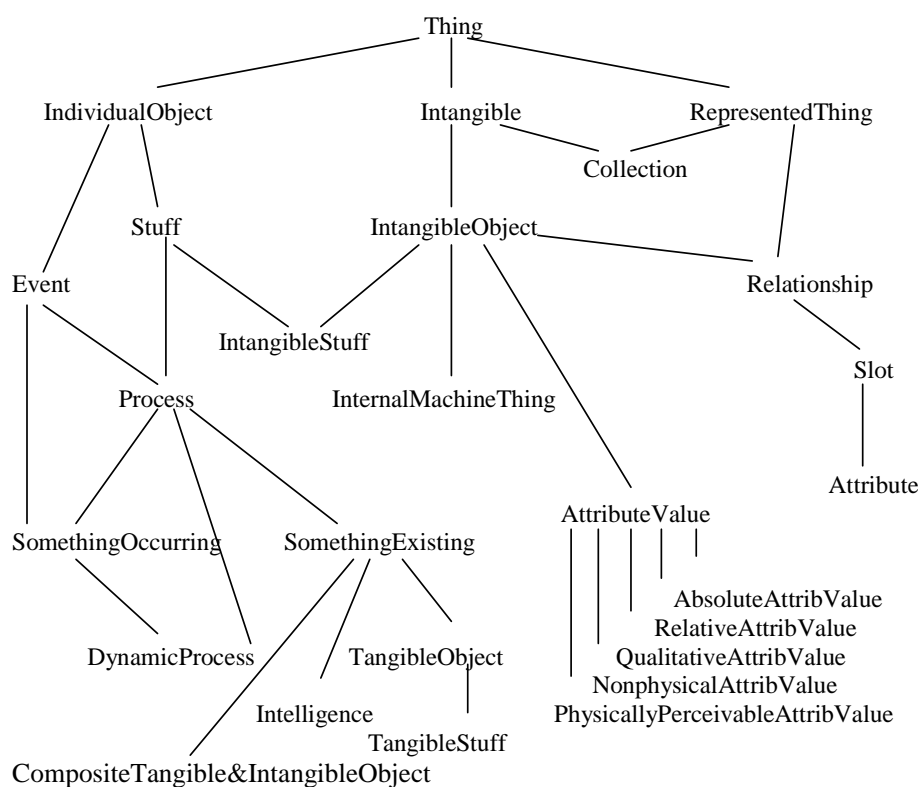 Thing
IndividualObject
Intangible
RepresentedThing
Collection
Stuff
IntangibleObject
Event
Relationship
IntangibleStuff
Slot
Process
InternalMachineThing
Attribute
SomethingOccurring
SomethingExisting
AttributeValue
AbsoluteAttribValue
RelativeAttribValue
DynamicProcess
TangibleObject
QualitativeAttribValue
NonphysicalAttribValue
Intelligence
PhysicallyPerceivableAttribValue
TangibleStuff
CompositeTangible&IntangibleObject